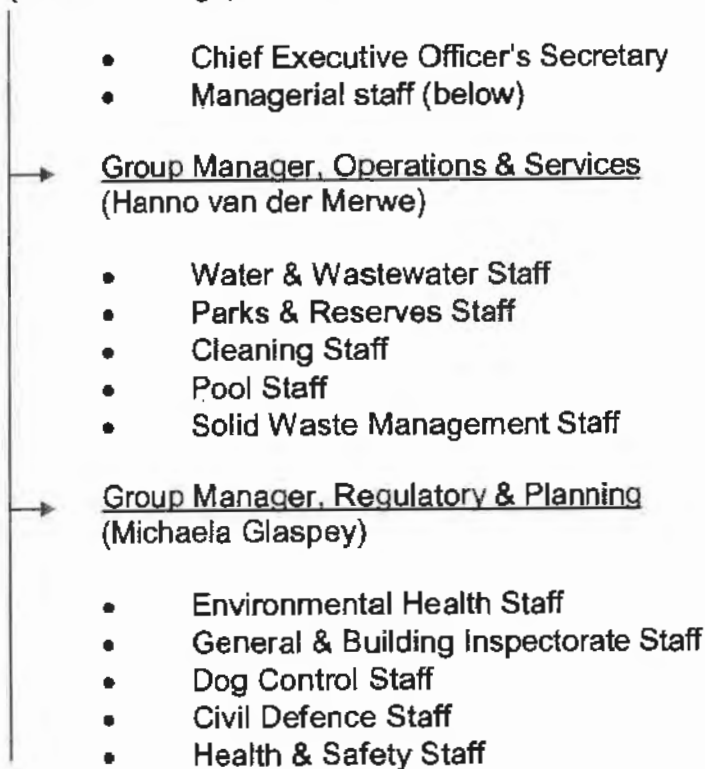 • Chief Executive Officer's Secretary
• Managerial staff (below)
Group Manager, Operations & Services
(Hanno van der Merwe)
• Water & Wastewater Staff
• Parks & Reserves Staff
• Cleaning Staff
• Pool Staff
• Solid Waste Management Staff
Group Manager, Regulatory & Planning
(Michaela Glaspey)
• Environmental Health Staff
• General & Building Inspectorate Staff
• Dog Control Staff
• Civil Defence Staff
• Health & Safety Staff